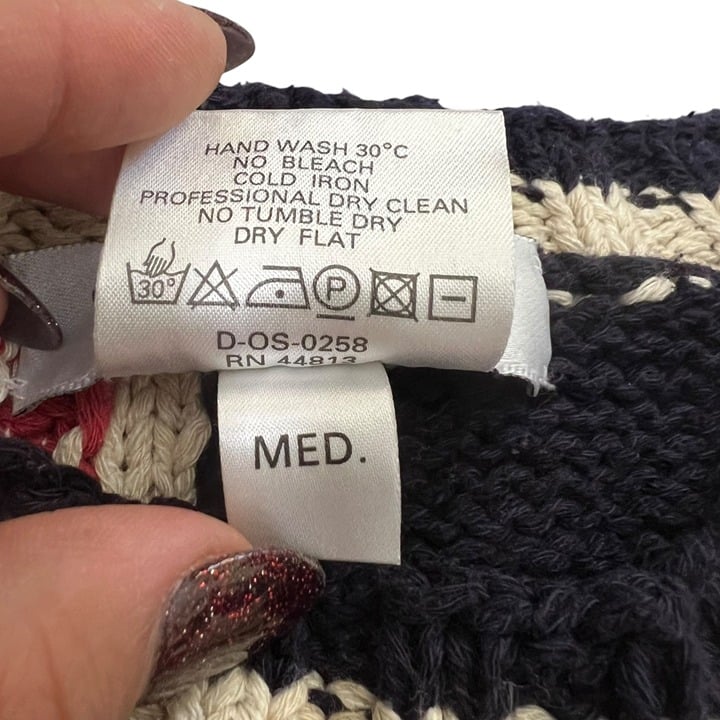 HAND WASH 30°C
NO BLEACH
COLD IRON
PROFESSIONAL DRY CLEAN
NO TUMBLE DRY
DRY FLAT
30° P
D-OS-0258
RN 44813
MED.